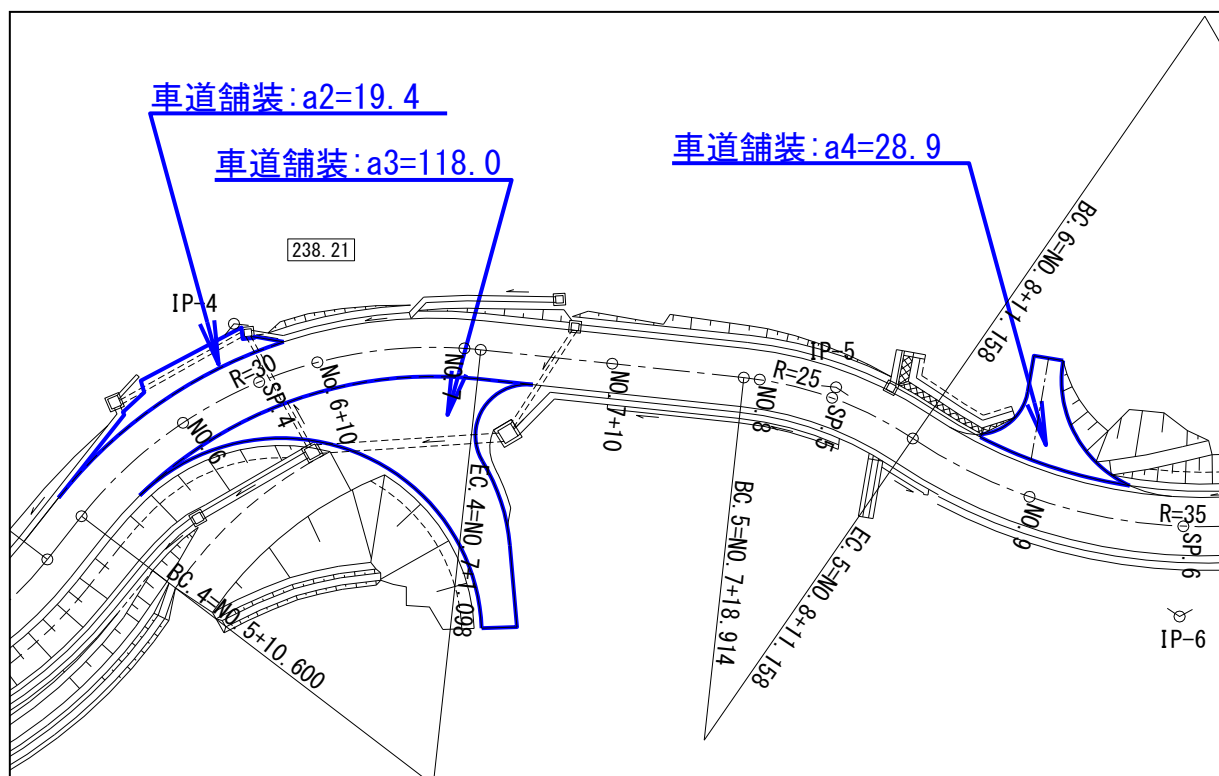 車道舗装:a2=19.4
車道舗装:a3=118.0
車道舗装:a4=28.9
238.21
IP-4
R=30
SP.4
NO.6
No.6+10
NO.7
NO.7+10
IP-5
R=25
SP.5
NO.8
BC.6=NO.8+11.158
EC.4=NO.7+7.098
BC.5=NO.7+18.914
EC.5=NO.8+11.158
BC.4=NO.5+10.600
NO.9
R=35
SP.6
IP-6